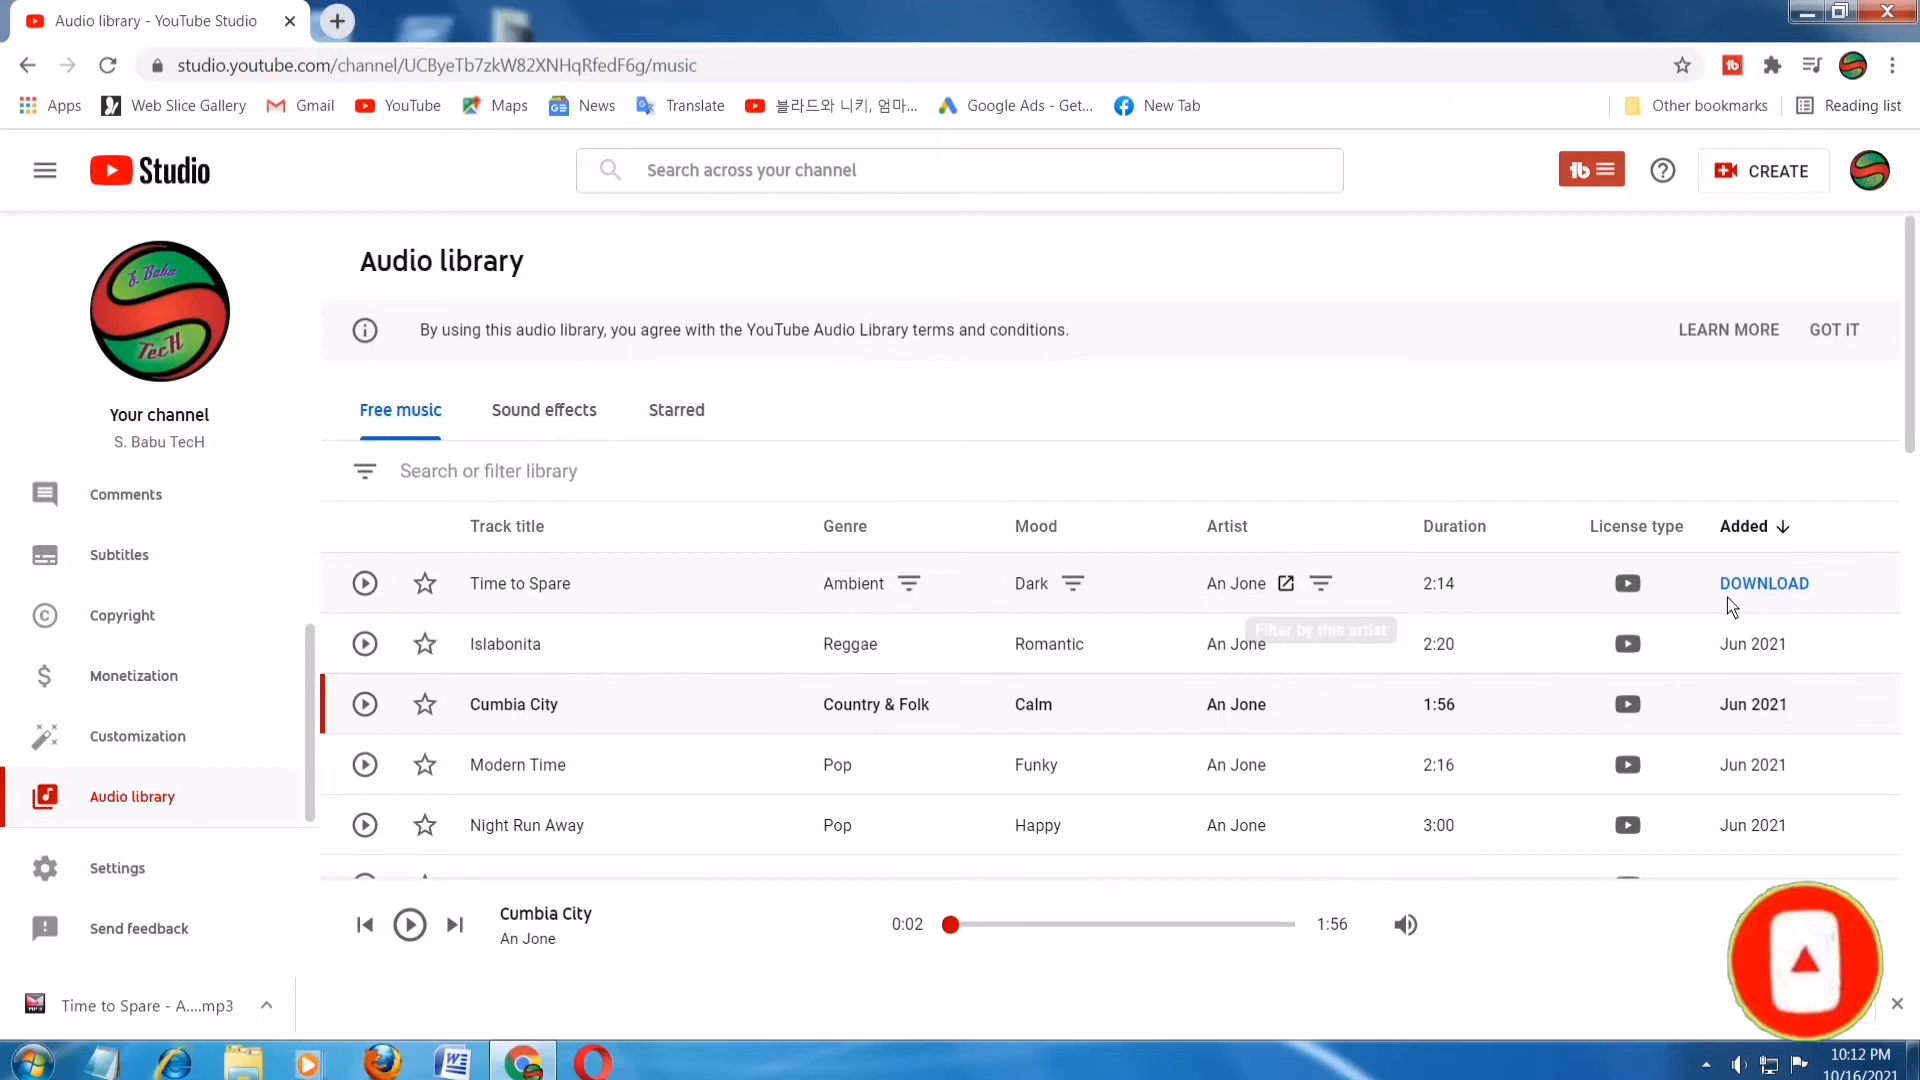 Audio library - YouTube Studio
studio.youtube.com/channel/UCByeTb7zkW82XNHqRfedF6g/music
Apps Web Slice Gallery Gmail YouTube Maps News Translate 블라드와 니키, 엄마... Google Ads - Get... New Tab Other bookmarks Reading list
Studio Search across your channel tb CREATE
S. Babu
TecH
Your channel
S. Babu TecH
Comments
Subtitles
Copyright
Monetization
Customization
Audio library
Settings
Send feedback
Audio library
By using this audio library, you agree with the YouTube Audio Library terms and conditions. LEARN MORE GOT IT
Free music Sound effects Starred
Search or filter library
Track title Genre Mood Artist Duration License type Added
Time to Spare Ambient Dark An Jone 2:14 DOWNLOAD
Filter by this artist
Islabonita Reggae Romantic An Jone 2:20 Jun 2021
Cumbia City Country & Folk Calm An Jone 1:56 Jun 2021
Modern Time Pop Funky An Jone 2:16 Jun 2021
Night Run Away Pop Happy An Jone 3:00 Jun 2021
Cumbia City
An Jone
0:02 1:56
Time to Spare - A....mp3
10:12 PM
10/16/2021